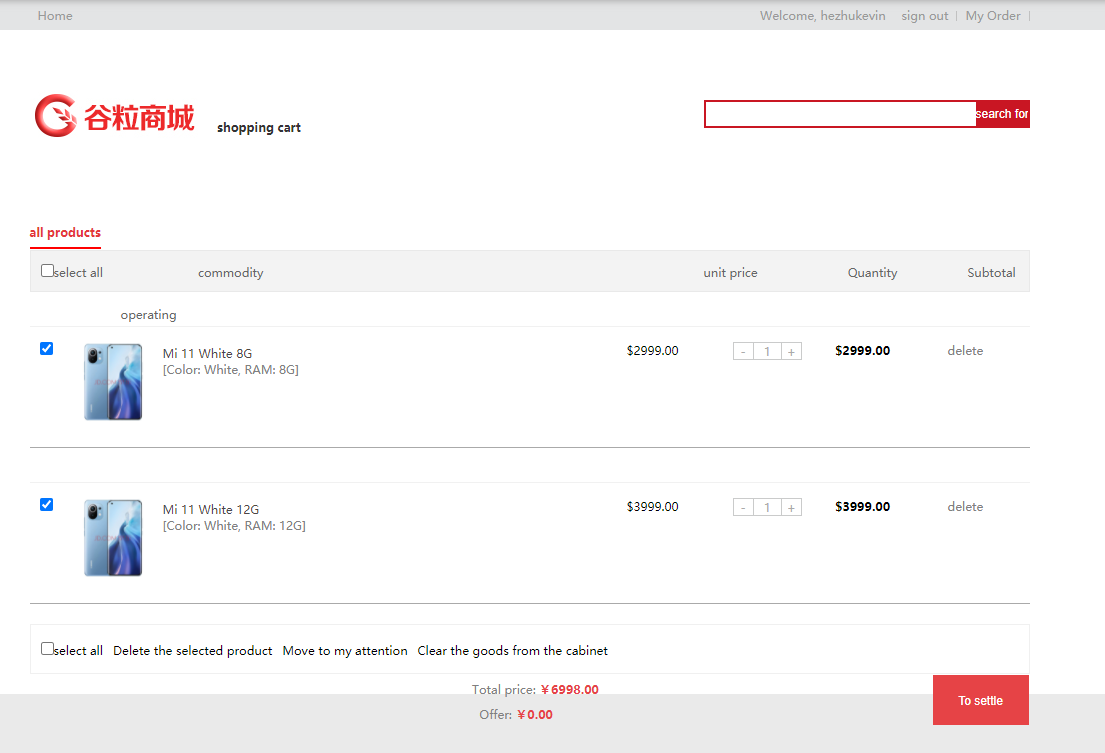 Home
Welcome, hezhukevin sign out | My Order |
谷粒商城
shopping cart
search for
all products
select all commodity unit price Quantity Subtotal
operating
Mi 11 White 8G $2999.00 - 1 + $2999.00 delete
[Color: White, RAM: 8G]
Mi 11 White 12G $3999.00 - 1 + $3999.00 delete
[Color: White, RAM: 12G]
select all Delete the selected product Move to my attention Clear the goods from the cabinet
Total price: ¥6998.00
To settle
Offer: ¥0.00